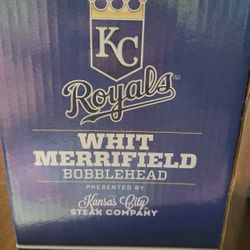 KC
Royals
WHIT
MERRIFIELD
BOBBLEHEAD
PRESENTED BY
Kansas City
STEAK COMPANY